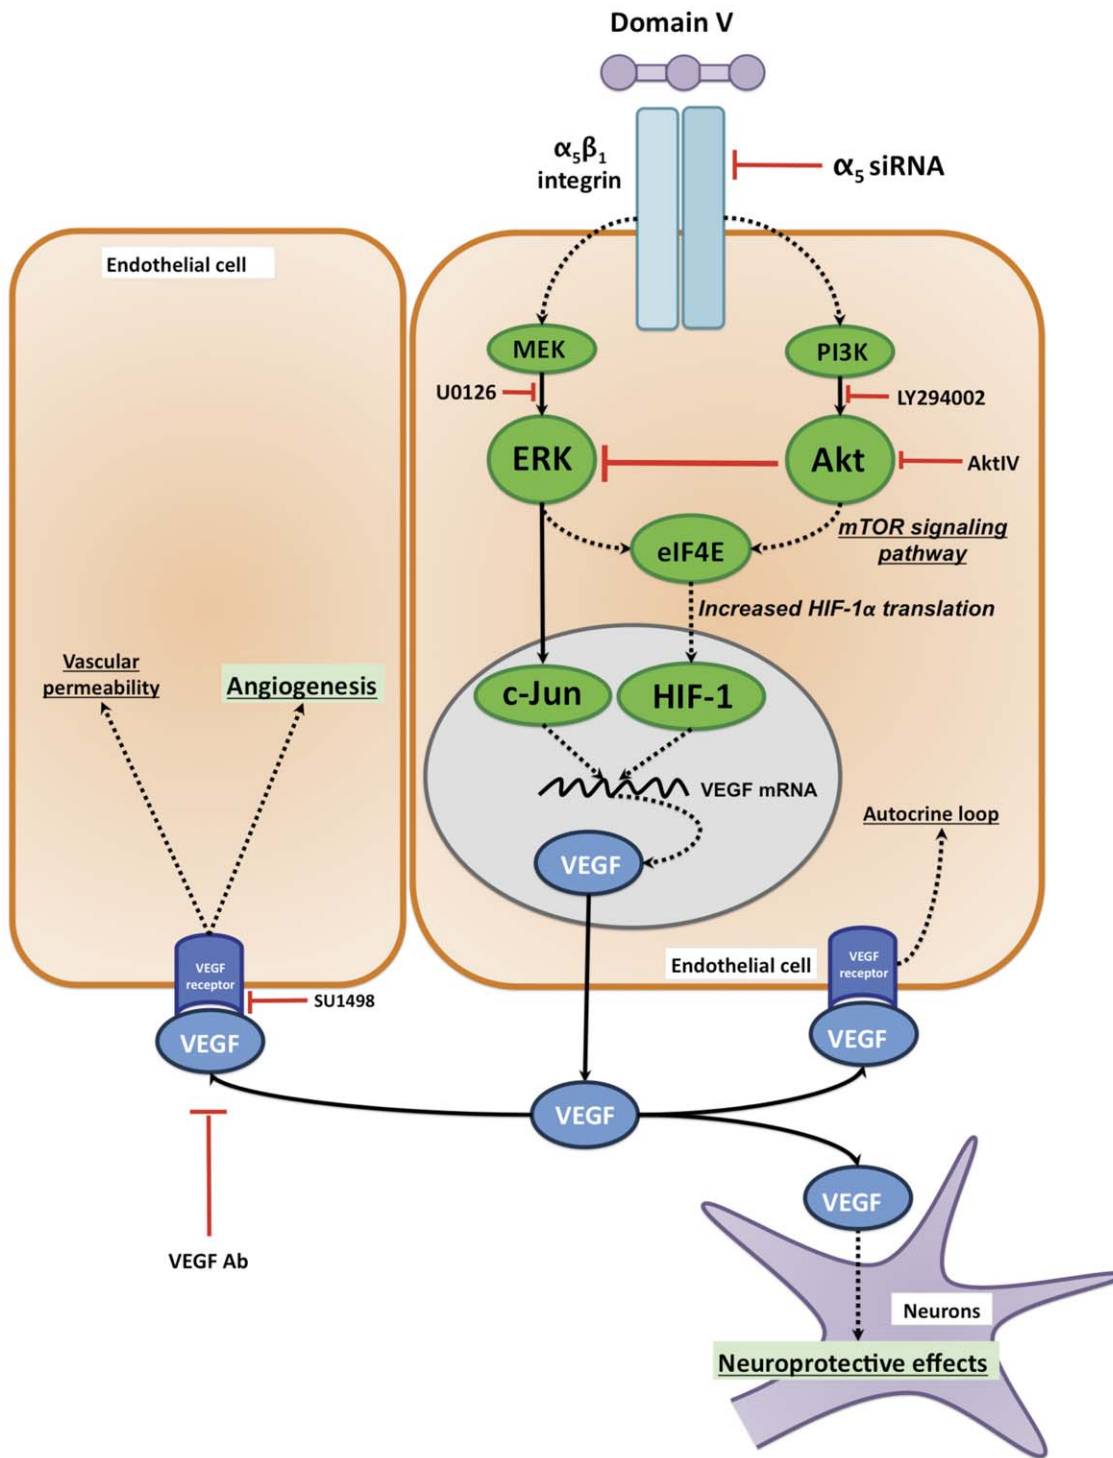 Domain V
α5β1
integrin
α5 siRNA
Endothelial cell
MEK
PI3K
U0126
LY294002
ERK
Akt
AktIV
eIF4E
mTOR signaling
pathway
Increased HIF-1α translation
Vascular
permeability
Angiogenesis
c-Jun
HIF-1
VEGF mRNA
Autocrine loop
VEGF
Endothelial cell
VEGF
receptor
VEGF
receptor
SU1498
VEGF
VEGF
VEGF
VEGF
VEGF Ab
Neurons
Neuroprotective effects